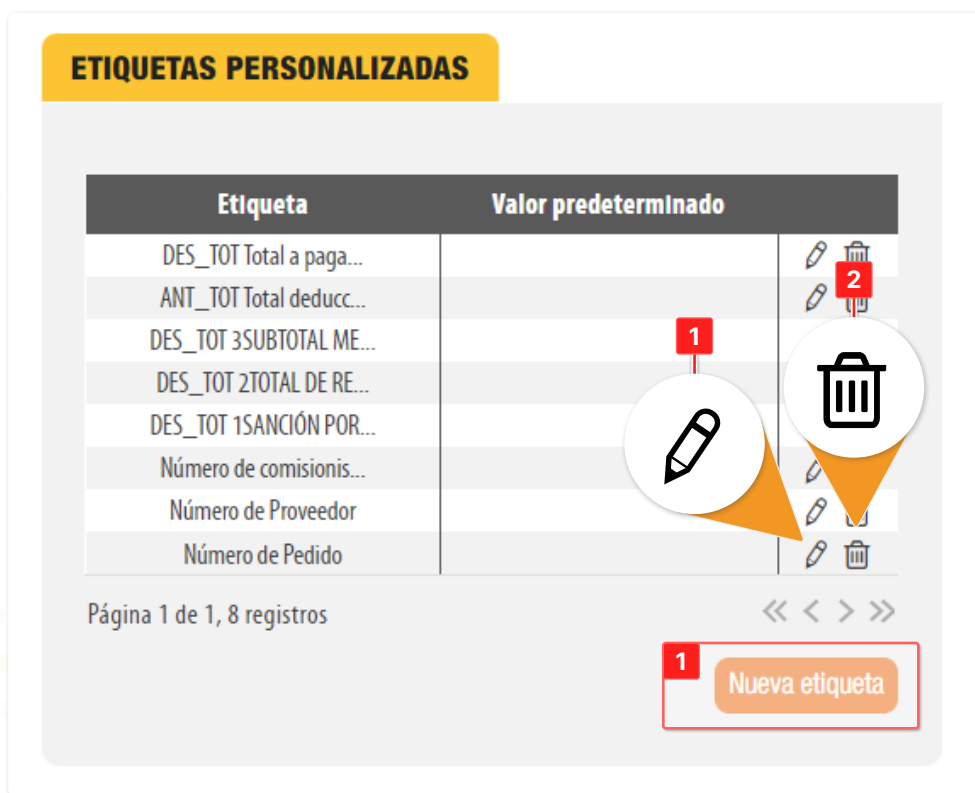 ETIQUETAS PERSONALIZADAS
Etiqueta Valor predeterminado
DES_TOT Total a paga...
ANT_TOT Total deducc...
2
DES_TOT 3SUBTOTAL ME...
1
DES_TOT 2TOTAL DE RE...
DES_TOT 1SANCIÓN POR...
Número de comisionis...
Número de Proveedor
Número de Pedido
Página 1 de 1, 8 registros
1
Nueva etiqueta